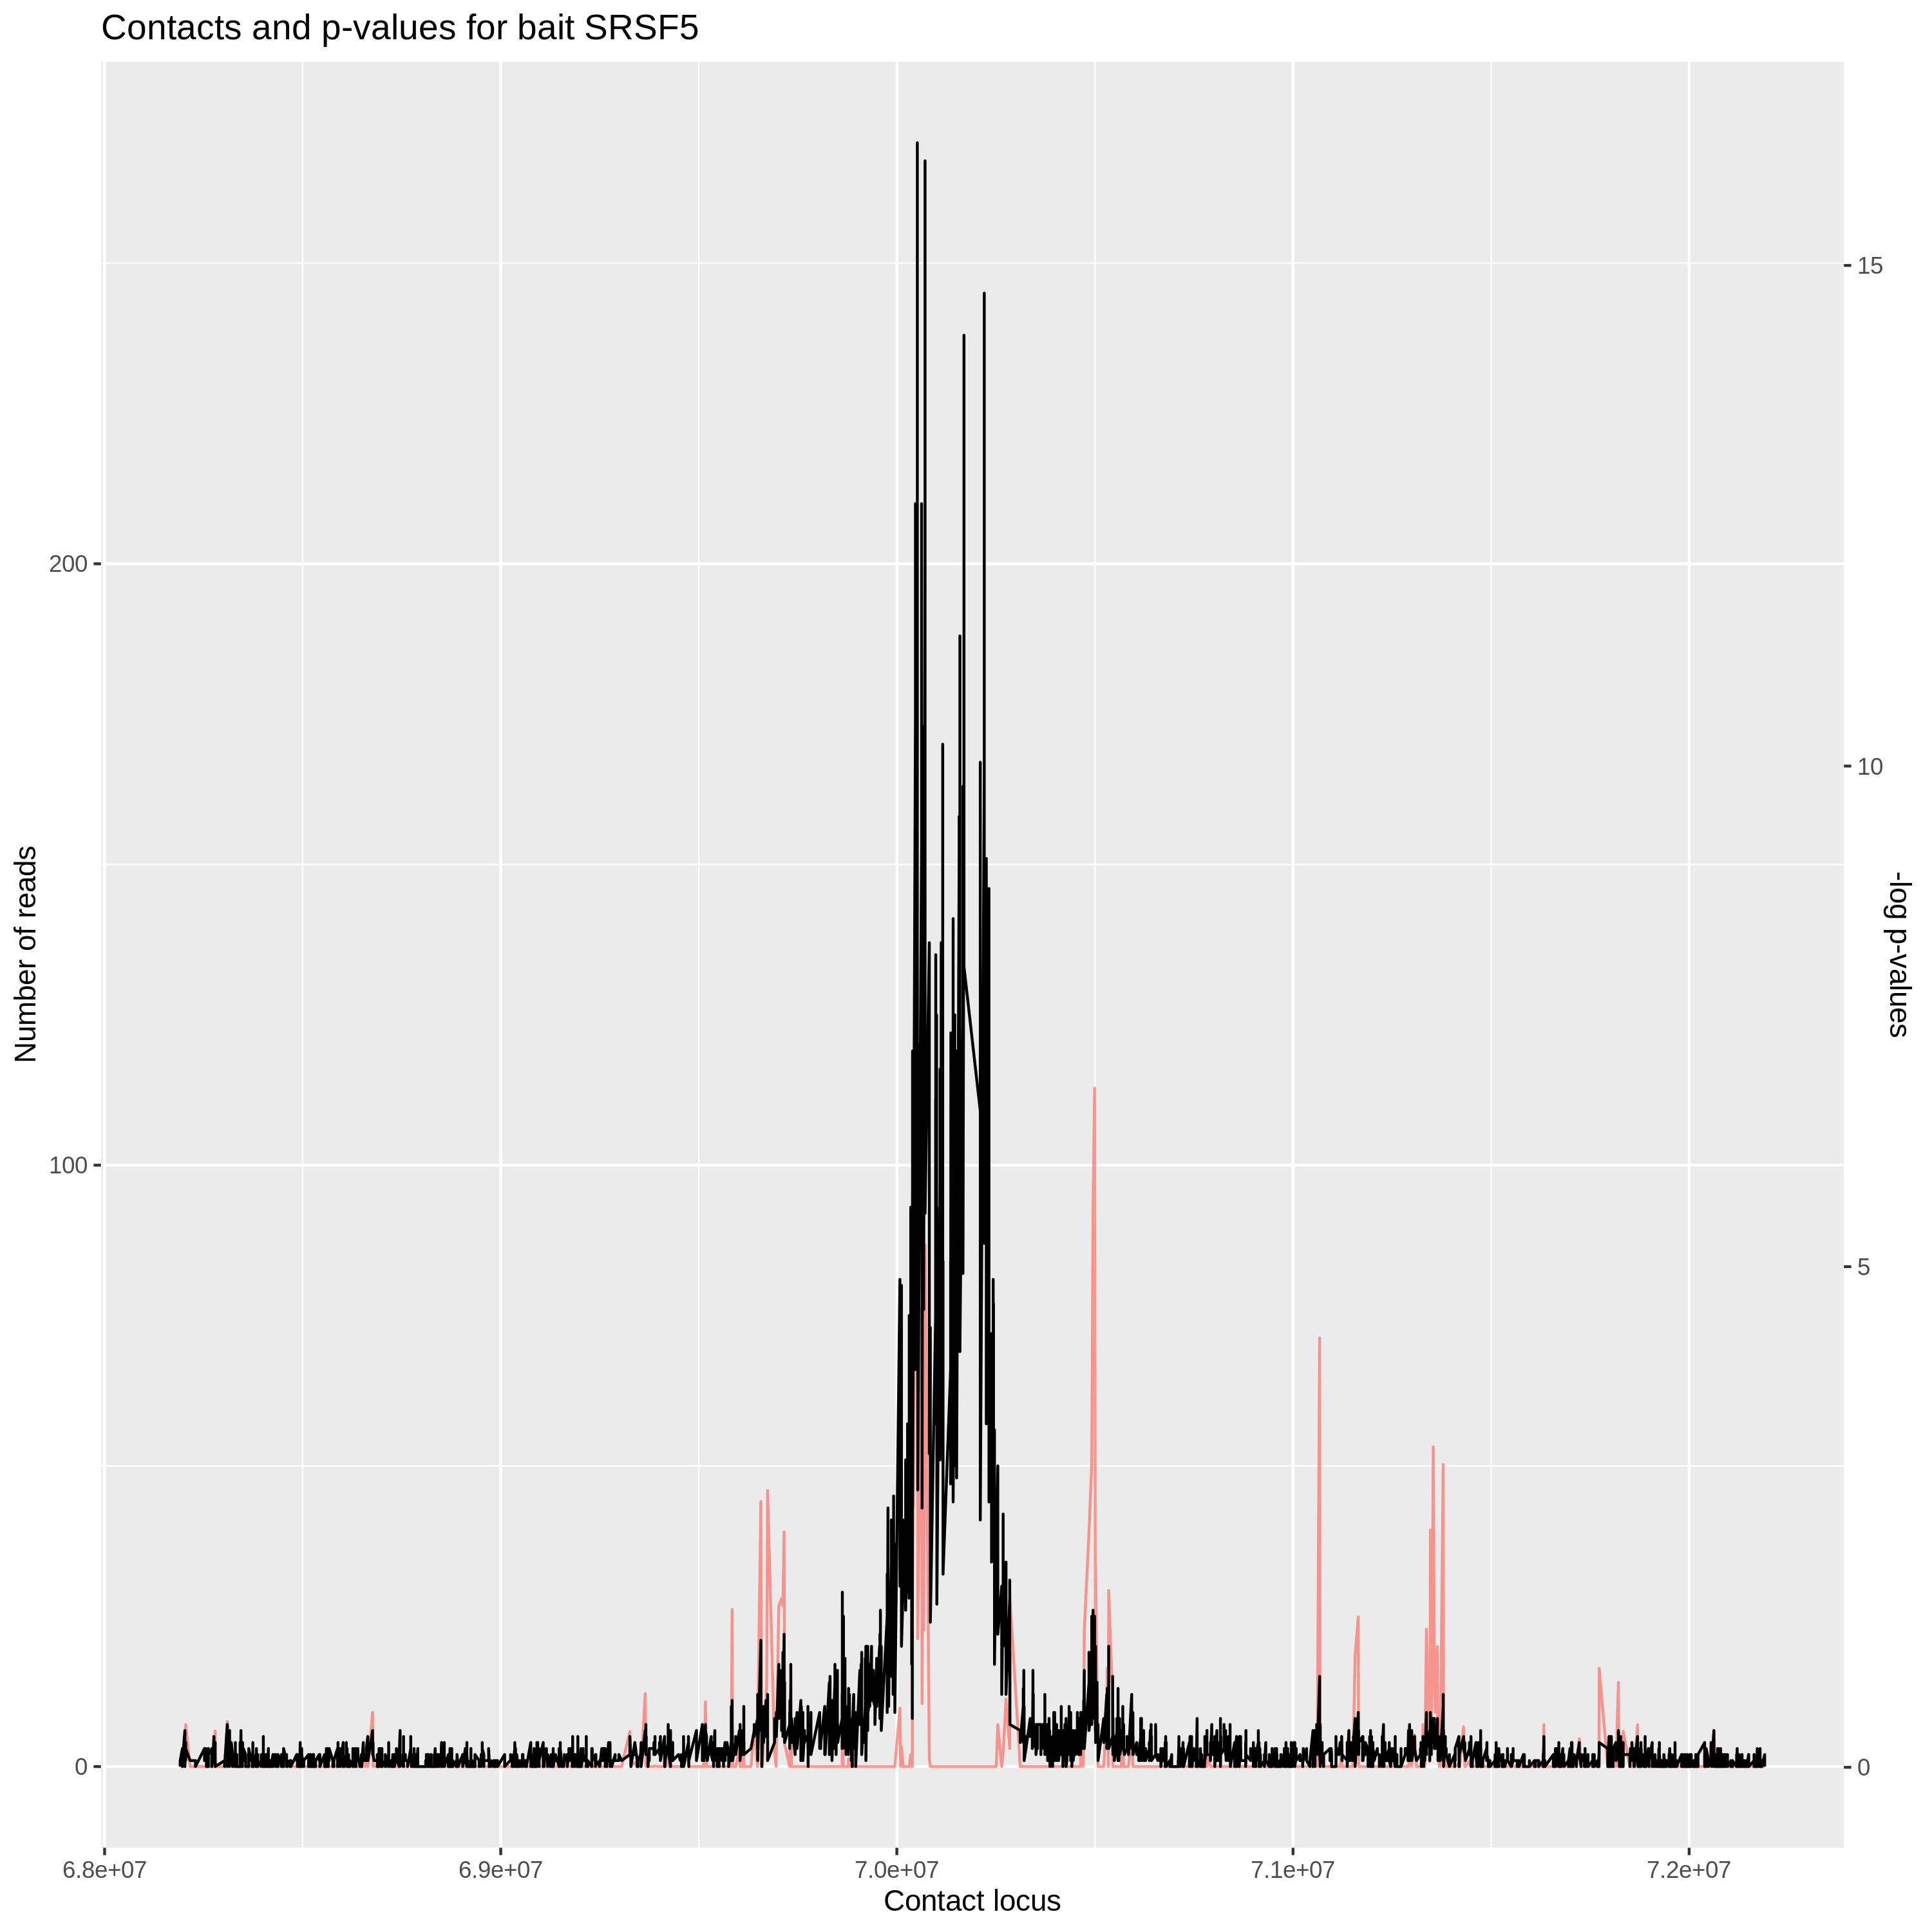 Contacts and p-values for bait SRSF5
200
100
0
Number of reads
15
10
5
0
-log p-values
6.8e+07 6.9e+07 7.0e+07 7.1e+07 7.2e+07
Contact locus